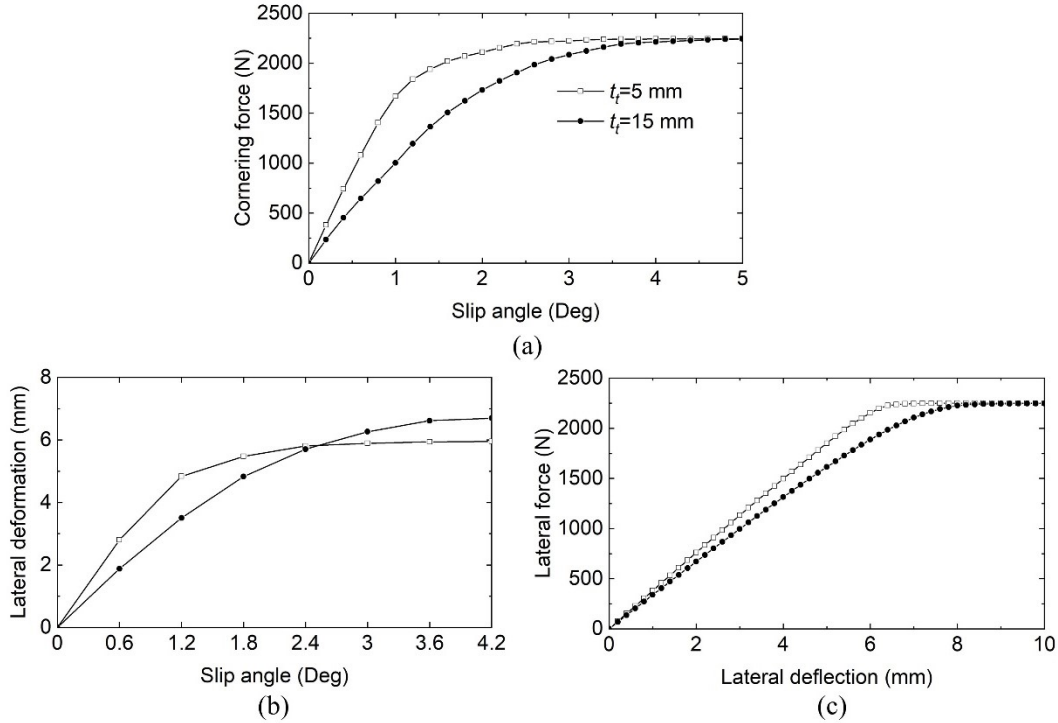 2500
2000
1500
1000
500
0
Cornering force (N)
t_t=5 mm
t_t=15 mm
0 1 2 3 4 5
Slip angle (Deg)
(a)
8
6
4
2
0
Lateral deformation (mm)
0 0.6 1.2 1.8 2.4 3 3.6 4.2
Slip angle (Deg)
(b)
2500
2000
1500
1000
500
0
Lateral force (N)
0 2 4 6 8 10
Lateral deflection (mm)
(c)